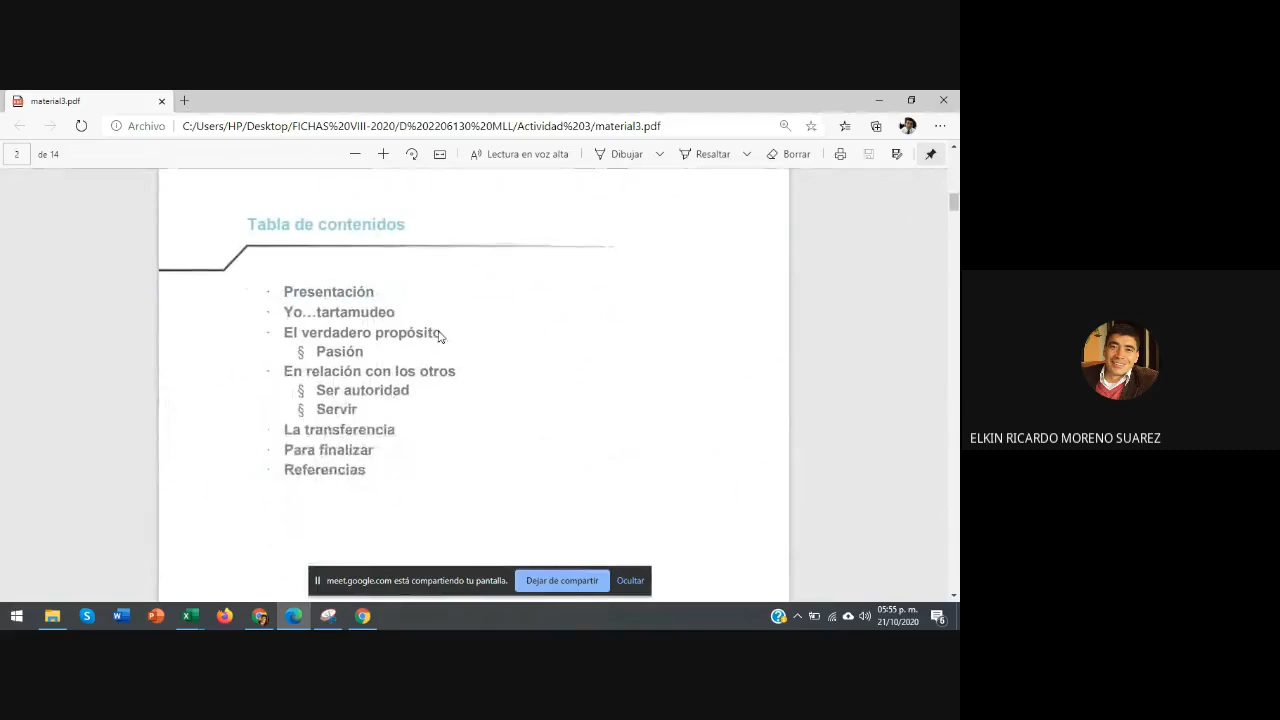 material3.pdf
Archivo C:/Users/HP/Desktop/FICHAS%20VIII-2020/D%202206130%20MLL/Actividad%203/material3.pdf
2 de 14 Lectura en voz alta Dibujar Resaltar Borrar
Tabla de contenidos
· Presentación
· Yo...tartamudeo
· El verdadero propósito
§ Pasión
· En relación con los otros
§ Ser autoridad
§ Servir
· La transferencia
· Para finalizar
· Referencias
meet.google.com está compartiendo tu pantalla. Dejar de compartir Ocultar
05:55 p. m.
21/10/2020
6
ELKIN RICARDO MORENO SUAREZ